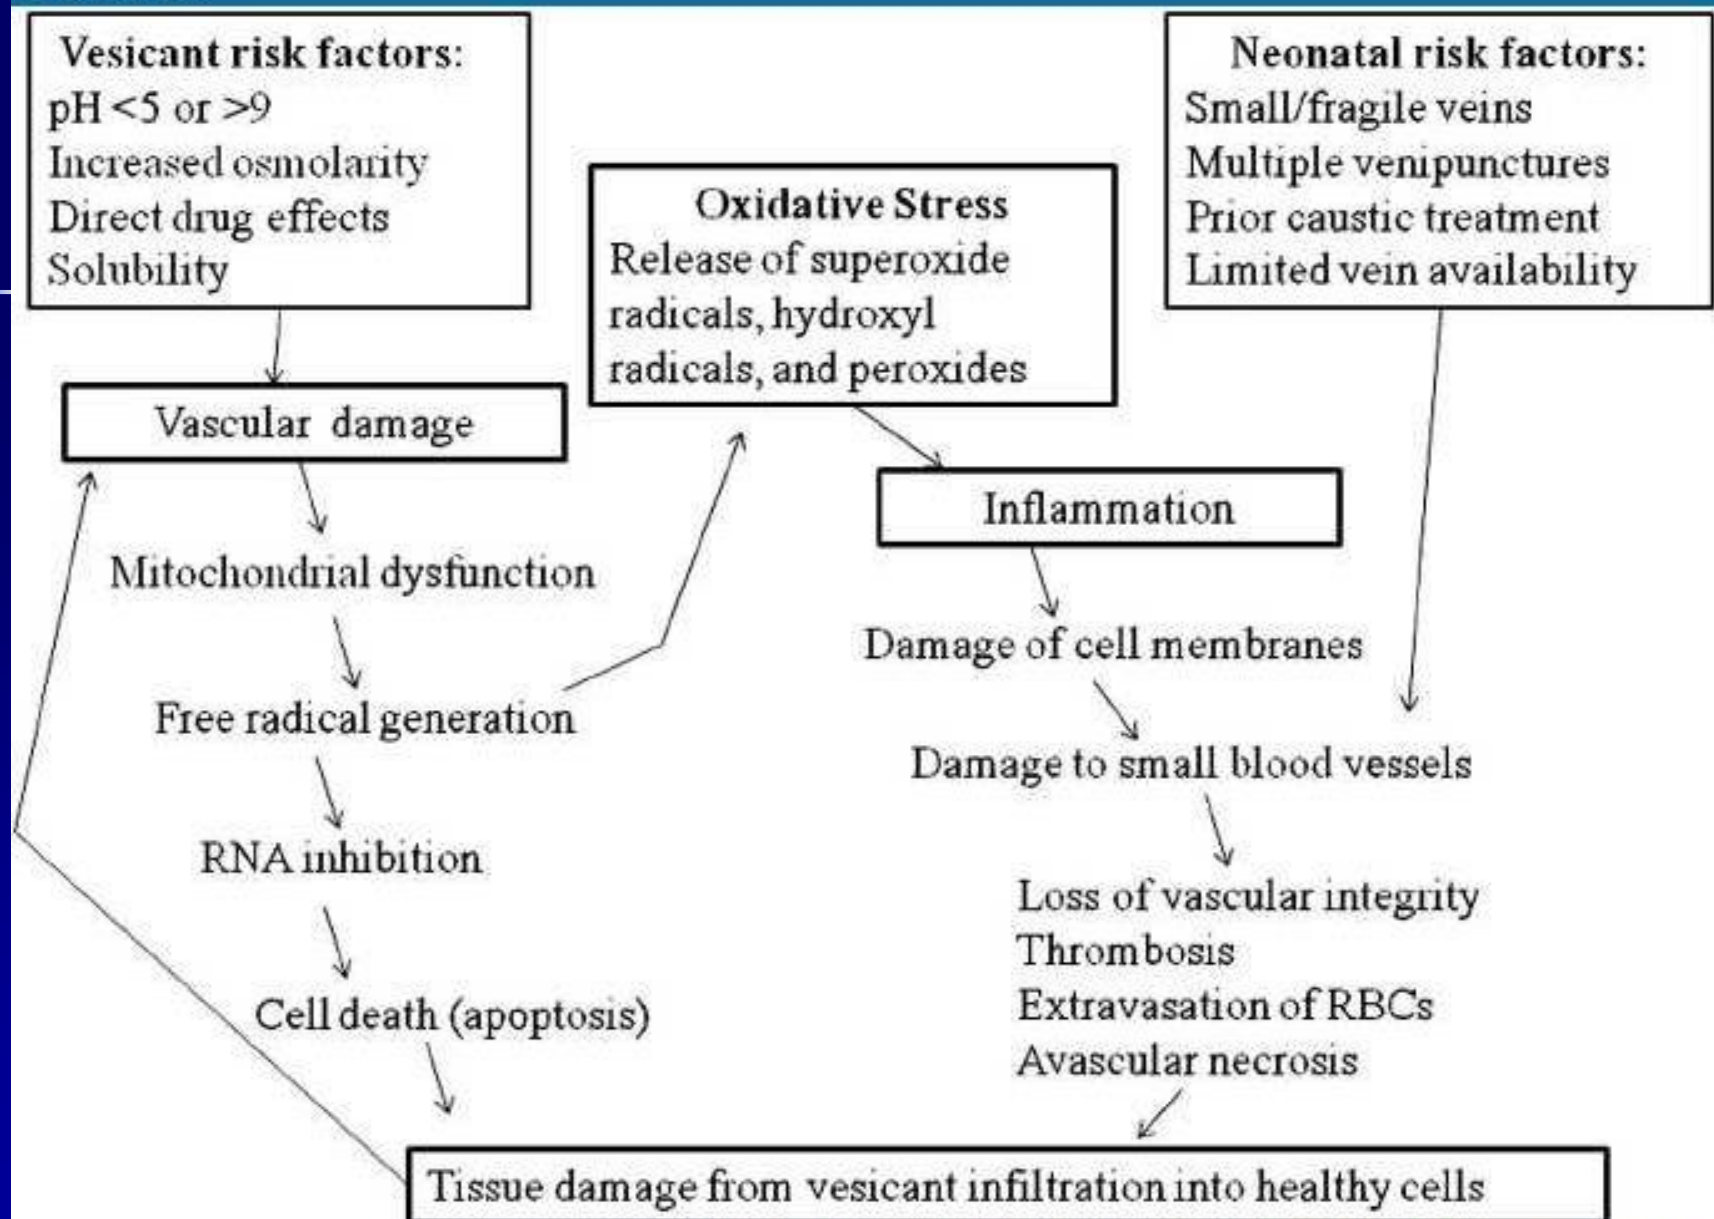 Vesicant risk factors:
pH <5 or >9
Increased osmolarity
Direct drug effects
Solubility
Neonatal risk factors:
Small/fragile veins
Multiple venipunctures
Prior caustic treatment
Limited vein availability
Oxidative Stress
Release of superoxide
radicals, hydroxyl
radicals, and peroxides
Vascular damage
Inflammation
Mitochondrial dysfunction
Damage of cell membranes
Free radical generation
Damage to small blood vessels
RNA inhibition
Loss of vascular integrity
Thrombosis
Extravasation of RBCs
Avascular necrosis
Cell death (apoptosis)
Tissue damage from vesicant infiltration into healthy cells